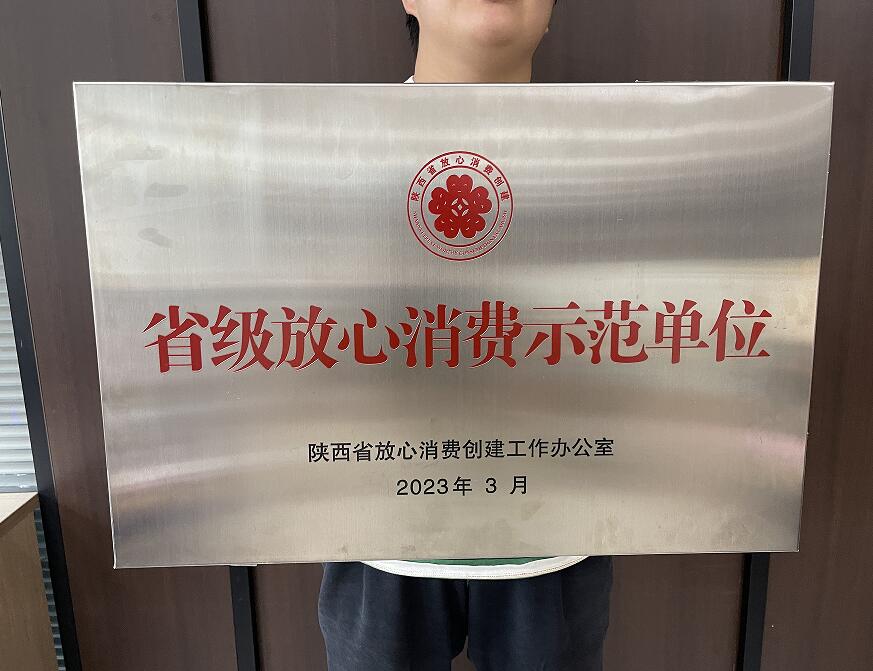 陕西省放心消费创建
省级放心消费示范单位
陕西省放心消费创建工作办公室
2023年 3 月